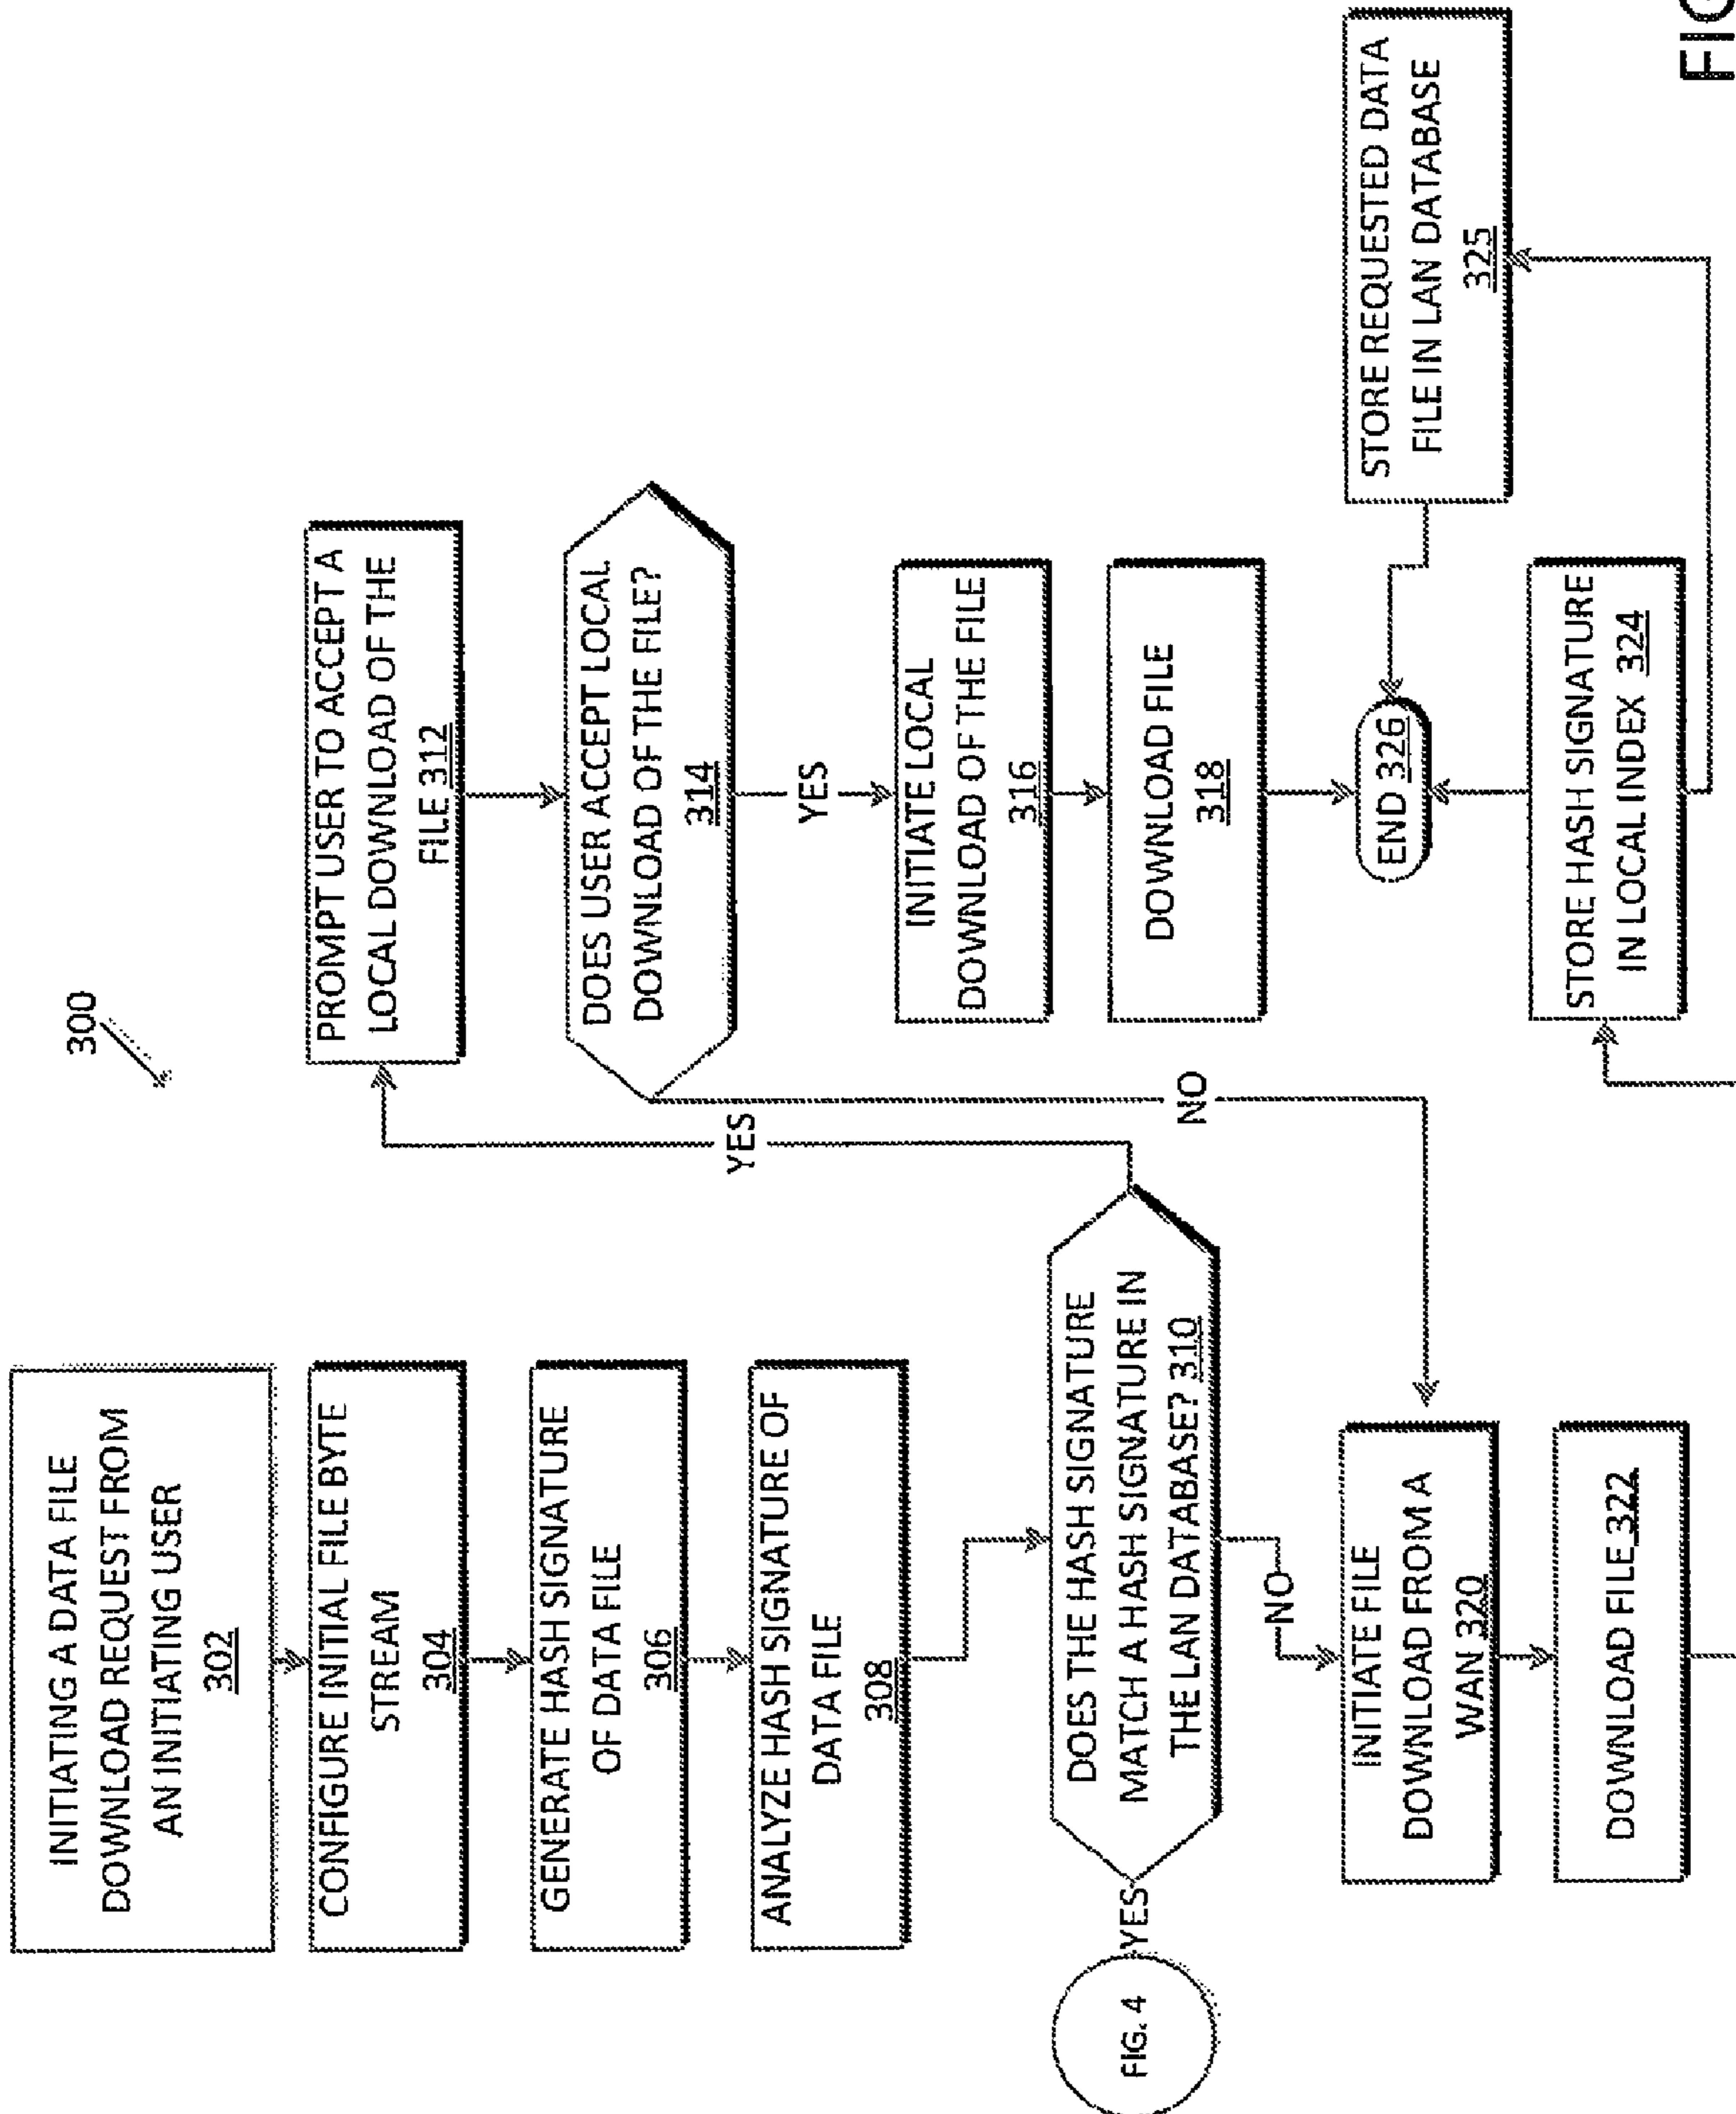 300
INITIATING A DATA FILE
DOWNLOAD REQUEST FROM
AN INITIATING USER
302
CONFIGURE INITIAL FILE BYTE
STREAM
304
GENERATE HASH SIGNATURE
OF DATA FILE
306
ANALYZE HASH SIGNATURE OF
DATA FILE
308
DOES THE HASH SIGNATURE
MATCH A HASH SIGNATURE IN
THE LAN DATABASE? 310
YES
FIG. 4
YES
NO
INITIATE FILE
DOWNLOAD FROM A
WAN 320
DOWNLOAD FILE 322
PROMPT USER TO ACCEPT A
LOCAL DOWNLOAD OF THE
FILE 312
DOES USER ACCEPT LOCAL
DOWNLOAD OF THE FILE?
314
NO
YES
INITIATE LOCAL
DOWNLOAD OF THE FILE
316
DOWNLOAD FILE
318
END 326
STORE HASH SIGNATURE
IN LOCAL INDEX 324
STORE REQUESTED DATA
FILE IN LAN DATABASE
325